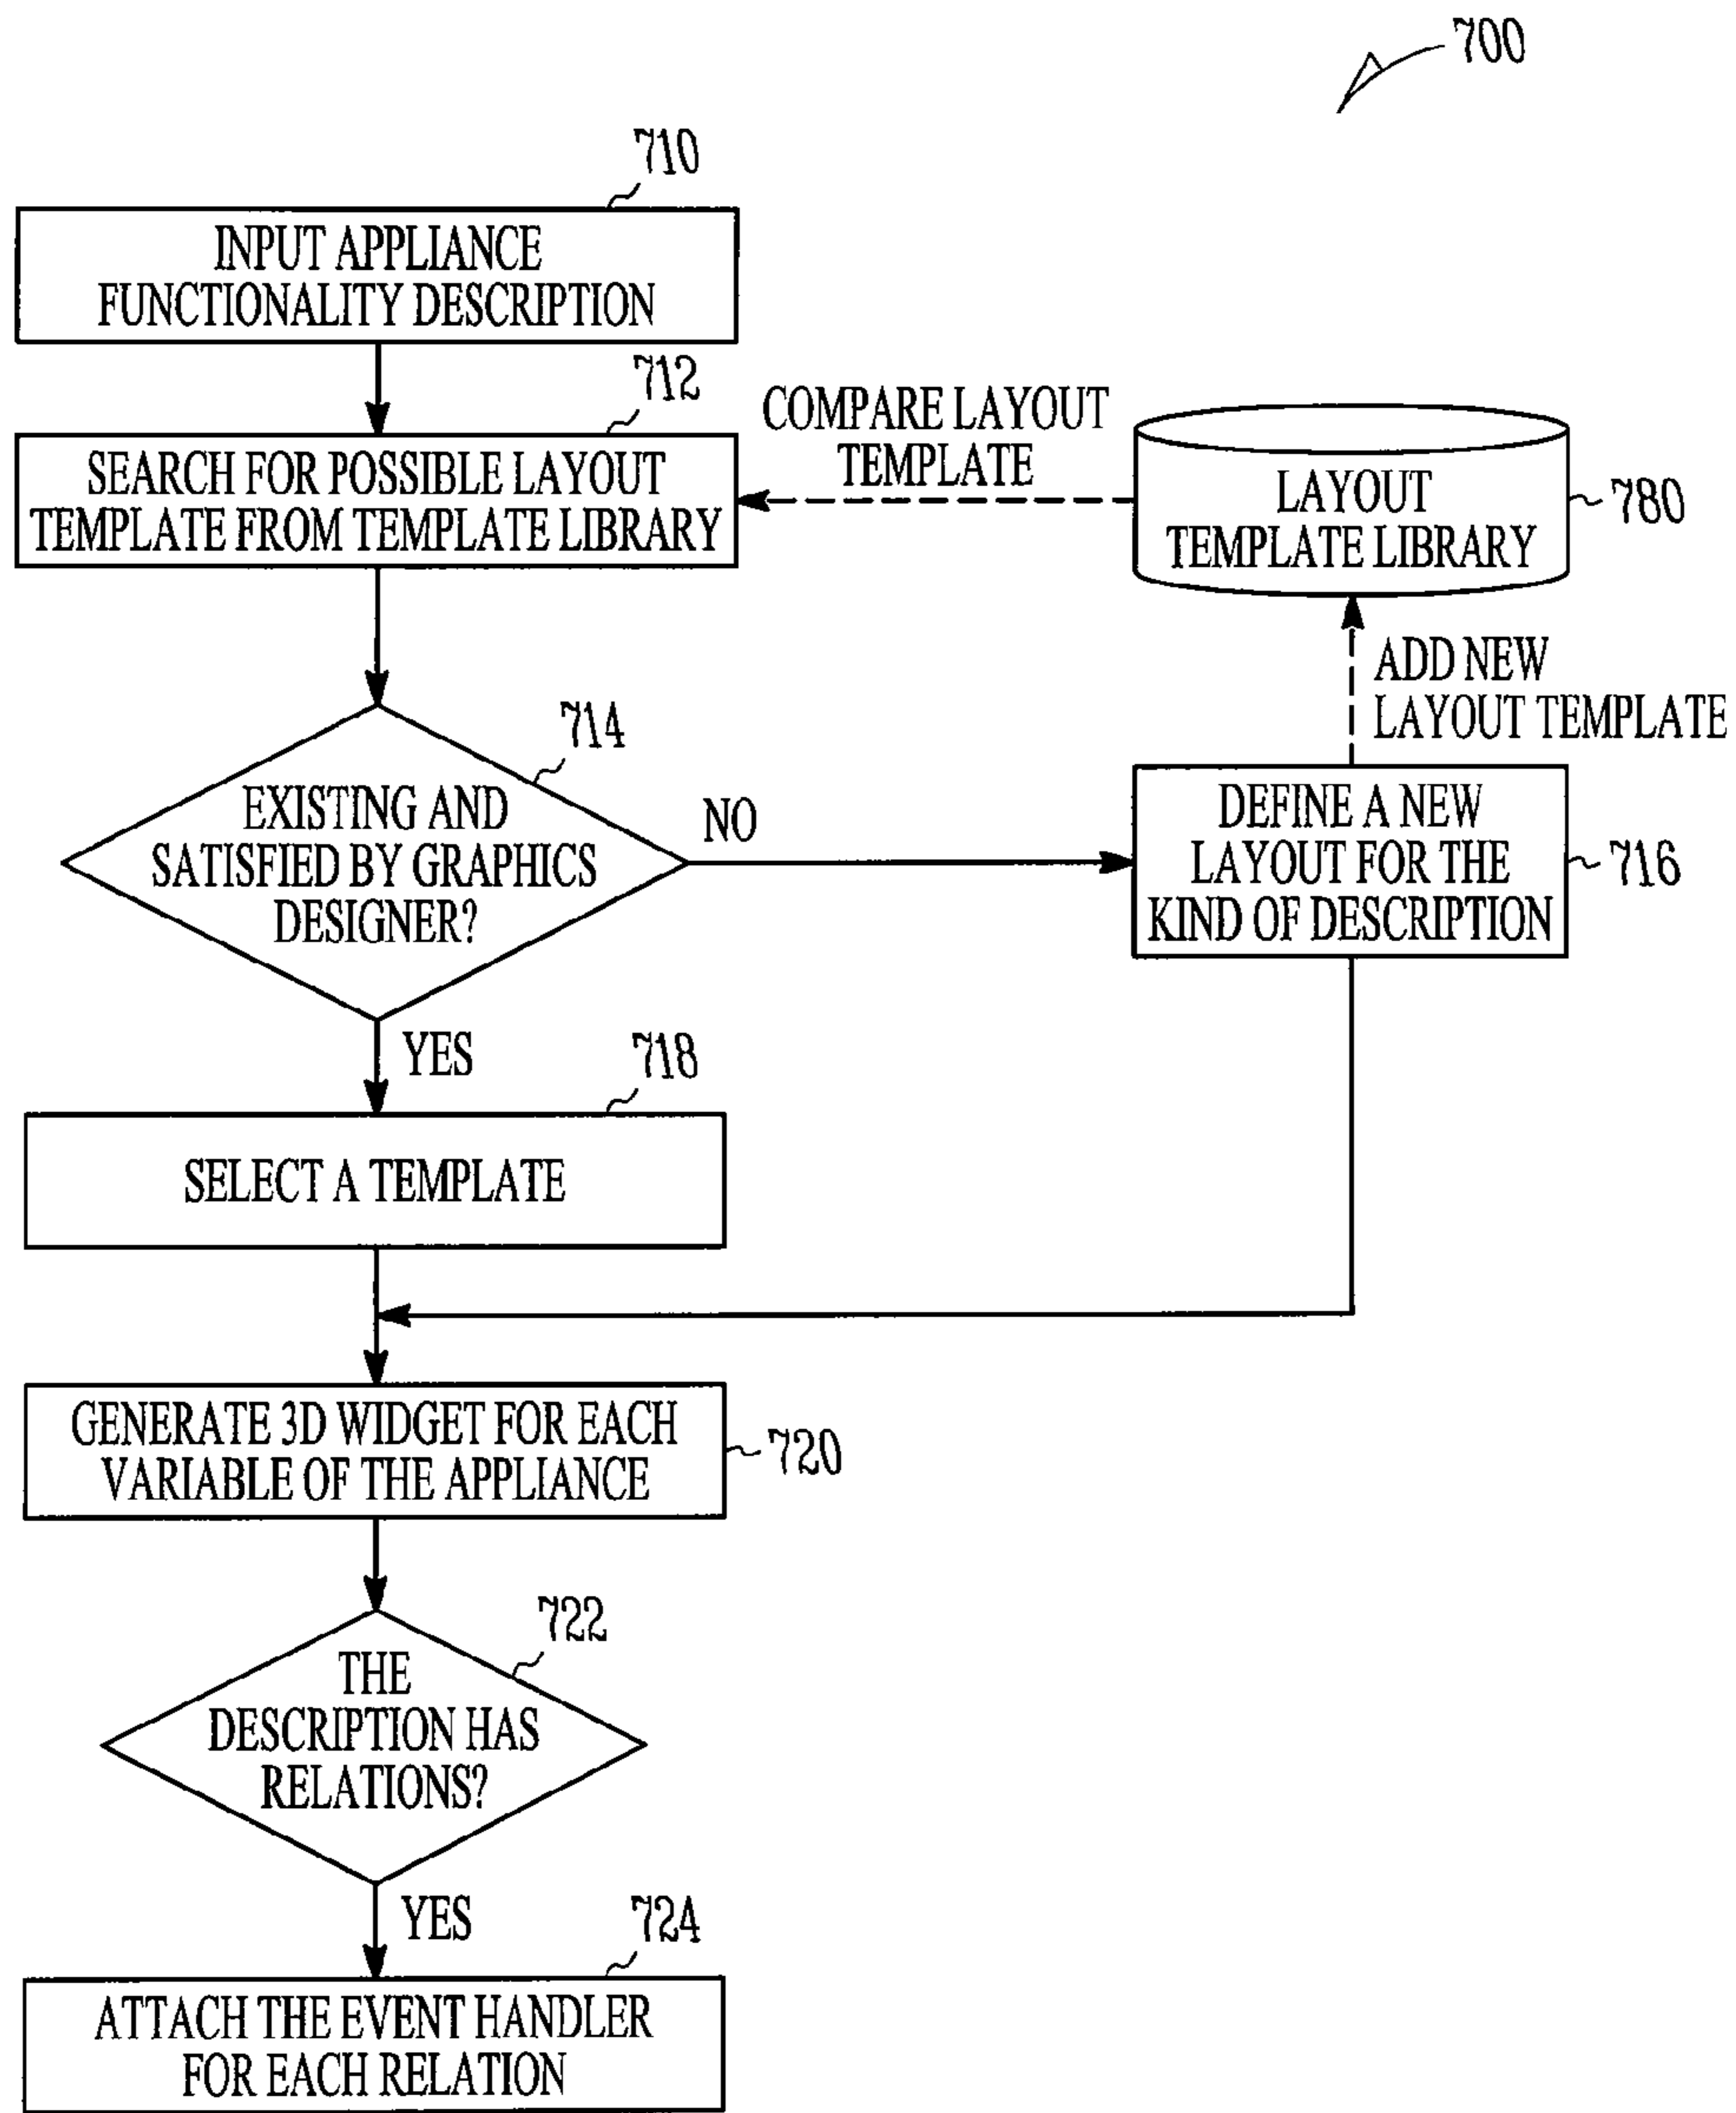 700
710
INPUT APPLIANCE
FUNCTIONALITY DESCRIPTION
712
SEARCH FOR POSSIBLE LAYOUT
TEMPLATE FROM TEMPLATE LIBRARY
COMPARE LAYOUT
TEMPLATE
LAYOUT
TEMPLATE LIBRARY
780
ADD NEW
LAYOUT TEMPLATE
714
EXISTING AND
SATISFIED BY GRAPHICS
DESIGNER?
NO
DEFINE A NEW
LAYOUT FOR THE
KIND OF DESCRIPTION
716
YES
718
SELECT A TEMPLATE
GENERATE 3D WIDGET FOR EACH
VARIABLE OF THE APPLIANCE
720
722
THE
DESCRIPTION HAS
RELATIONS?
YES
724
ATTACH THE EVENT HANDLER
FOR EACH RELATION